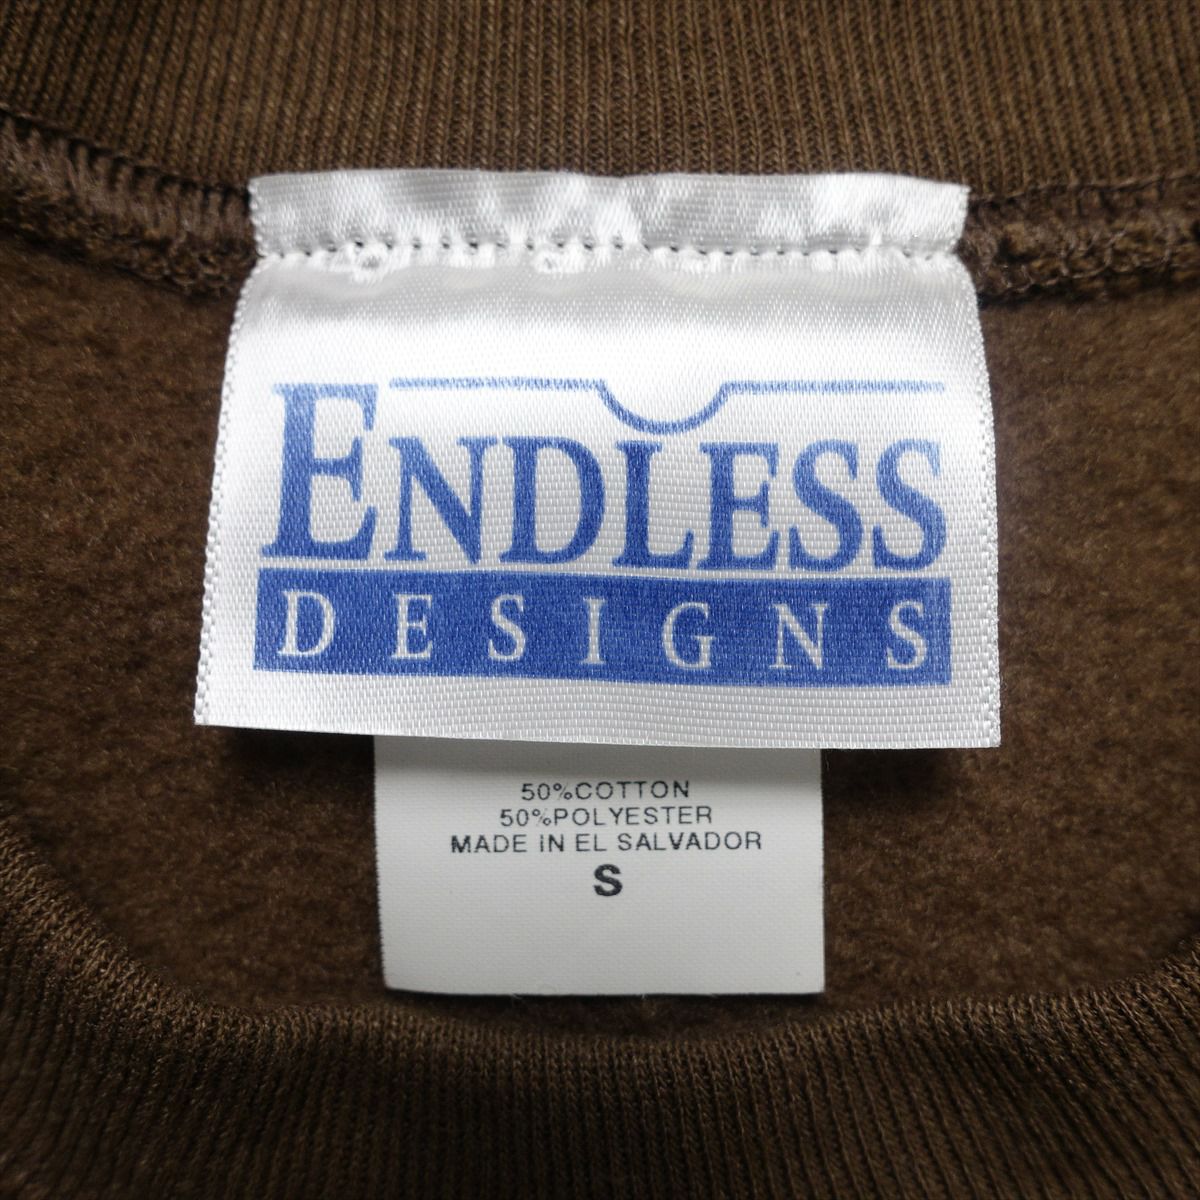 ENDLESS
DESIGNS
50%COTTON
50%POLYESTER
MADE IN EL SALVADOR
S